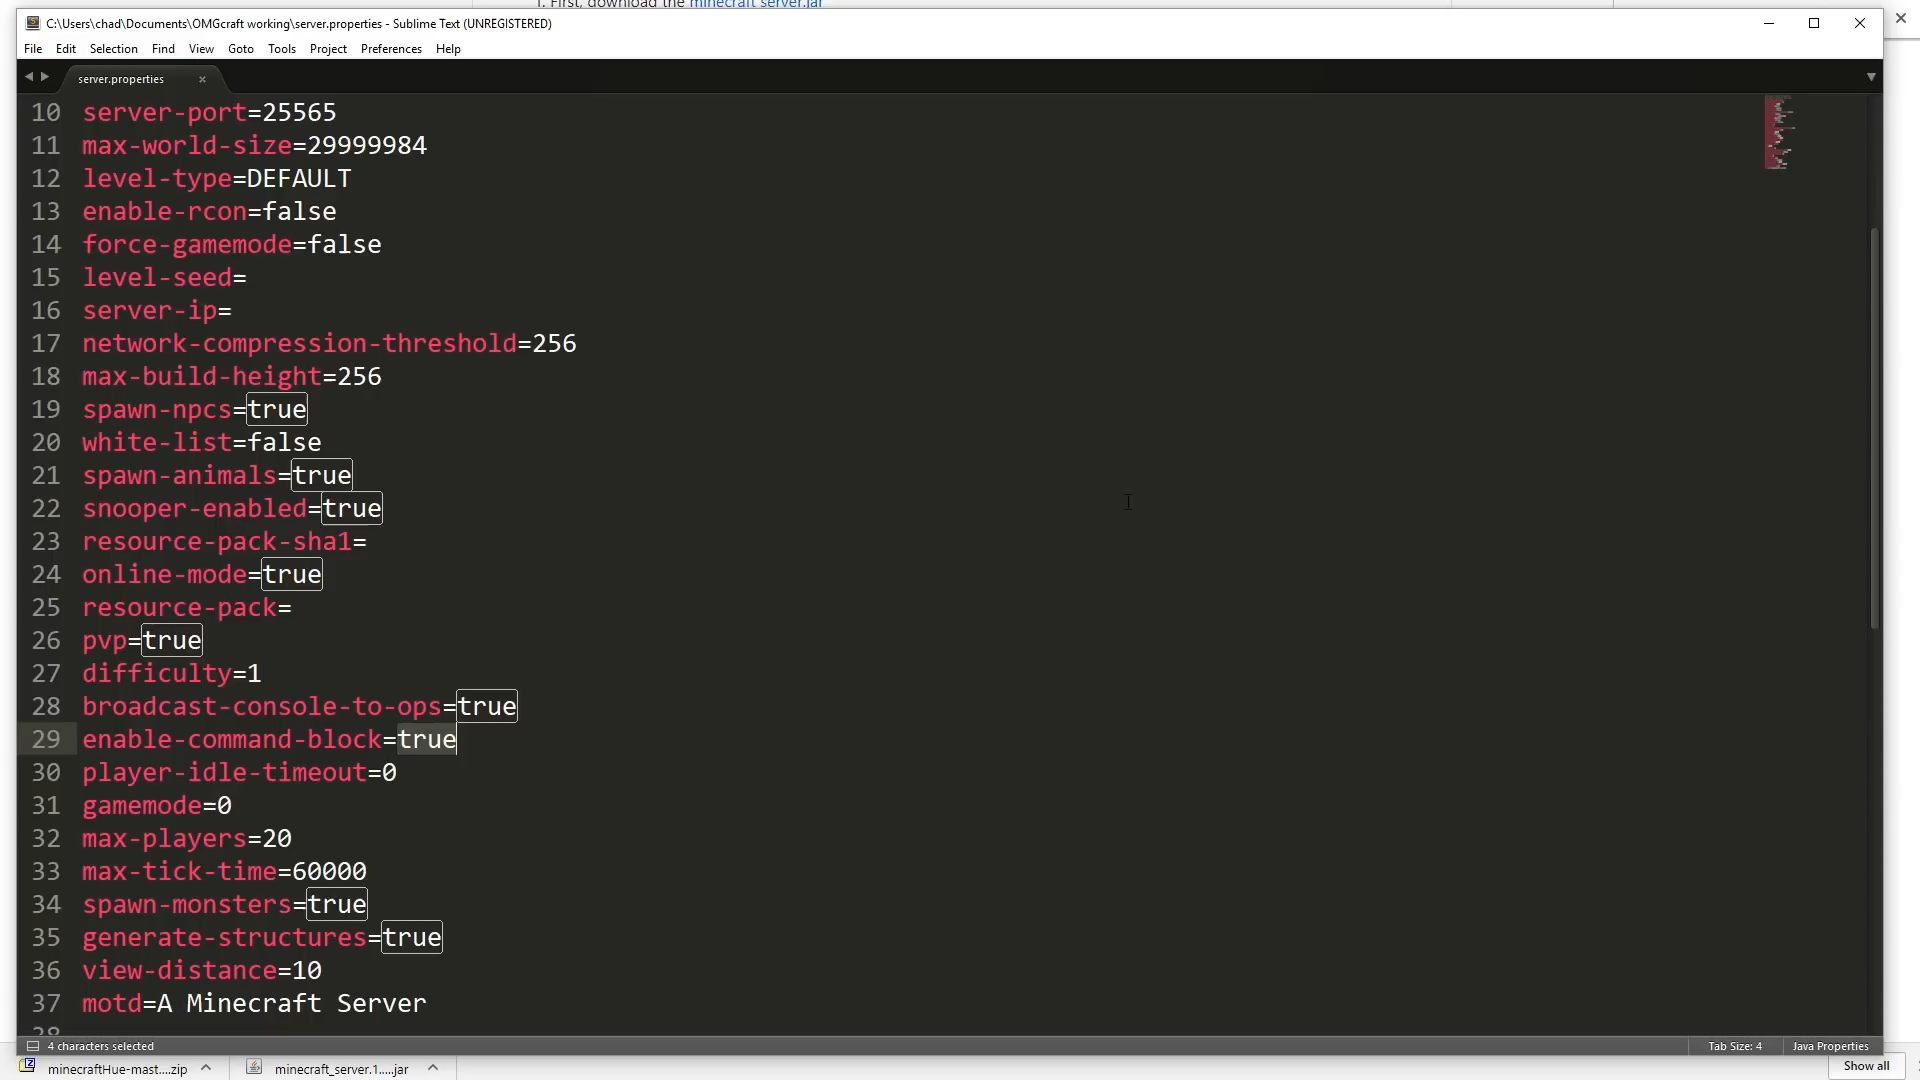 1. First, download the minecraft server.jar
C:\Users\chad\Documents\OMGcraft working\server.properties - Sublime Text (UNREGISTERED)
File Edit Selection Find View Goto Tools Project Preferences Help
server.properties
10 server-port=25565
11 max-world-size=29999984
12 level-type=DEFAULT
13 enable-rcon=false
14 force-gamemode=false
15 level-seed=
16 server-ip=
17 network-compression-threshold=256
18 max-build-height=256
19 spawn-npcs=true
20 white-list=false
21 spawn-animals=true
22 snooper-enabled=true
23 resource-pack-sha1=
24 online-mode=true
25 resource-pack=
26 pvp=true
27 difficulty=1
28 broadcast-console-to-ops=true
29 enable-command-block=true
30 player-idle-timeout=0
31 gamemode=0
32 max-players=20
33 max-tick-time=60000
34 spawn-monsters=true
35 generate-structures=true
36 view-distance=10
37 motd=A Minecraft Server
38
4 characters selected Tab Size: 4 Java Properties
minecraftHue-mast....zip minecraft_server.1.....jar Show all